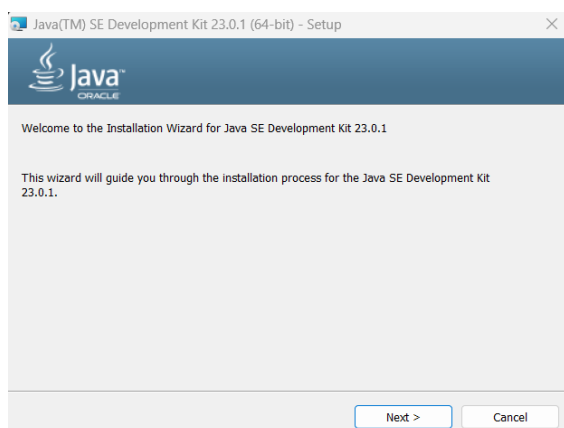 Java(TM) SE Development Kit 23.0.1 (64-bit) - Setup
Java™
ORACLE
Welcome to the Installation Wizard for Java SE Development Kit 23.0.1
This wizard will guide you through the installation process for the Java SE Development Kit
23.0.1.
Next >
Cancel